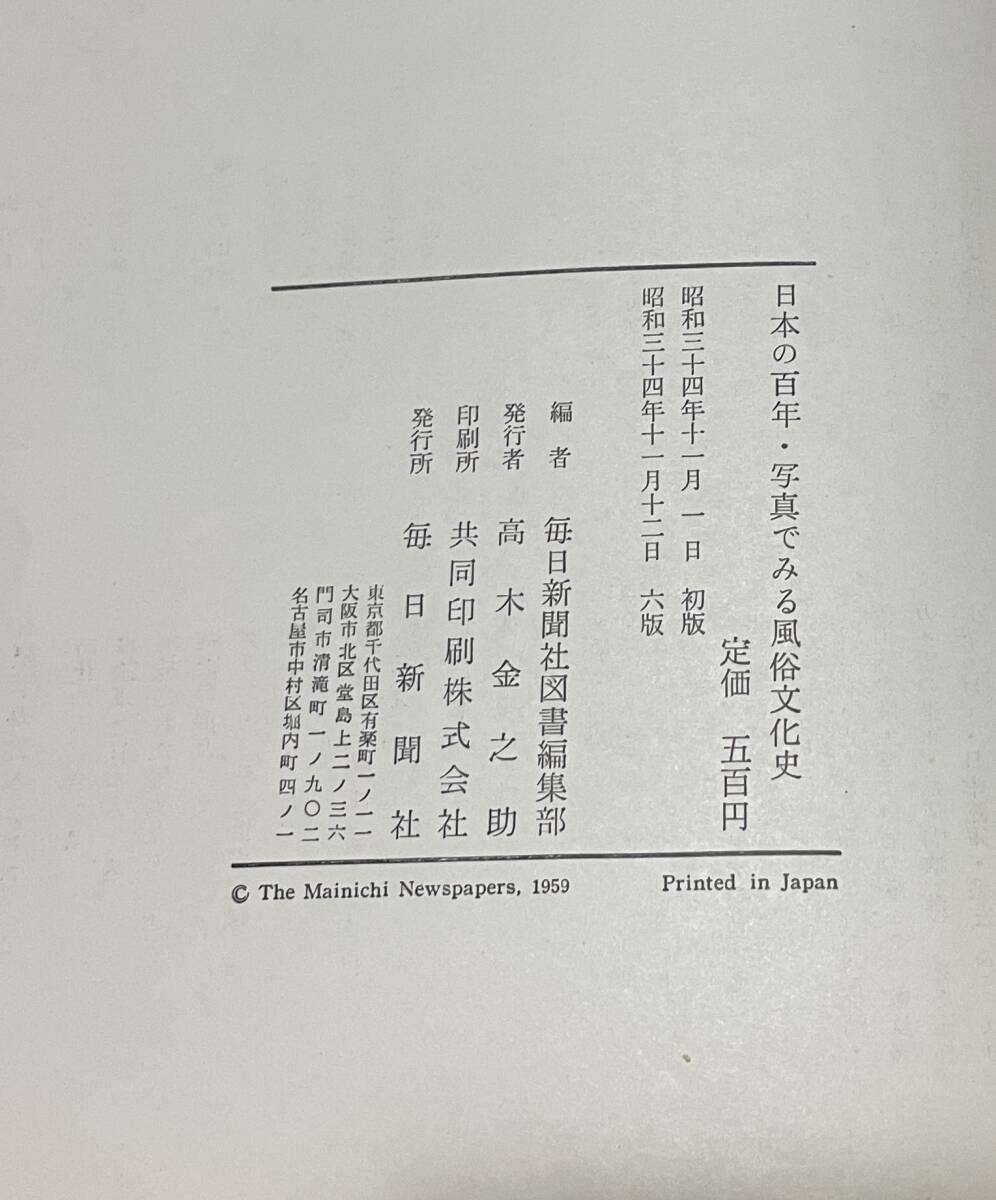 日本の百年・写真でみる風俗文化史
定価　五百円
昭和三十四年十一月一日　初版
昭和三十四年十一月十二日　六版
編者　毎日新聞社図書編集部
発行者　高木金之助
印刷所　共同印刷株式会社
発行所　毎日新聞社
東京都千代田区有楽町一ノ一一
大阪市北区堂島上二ノ三六
門司市清滝町一ノ九〇二
名古屋市中村区堀内町四ノ一
© The Mainichi Newspapers, 1959　Printed in Japan